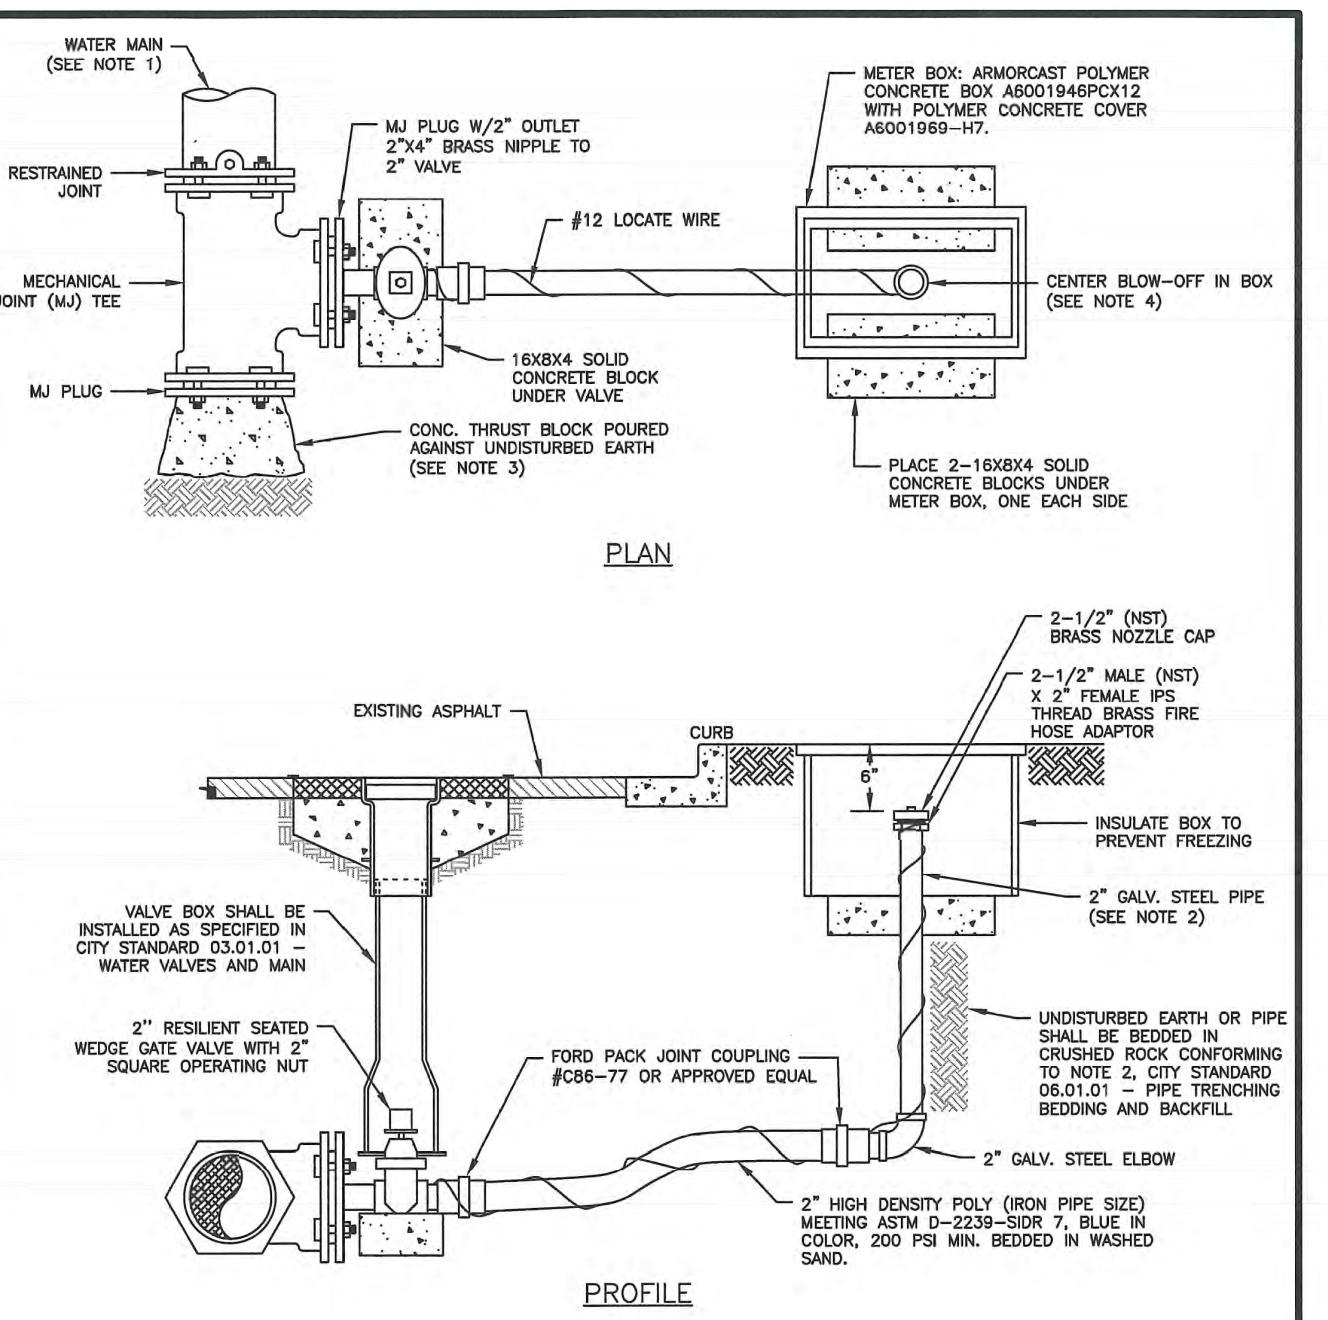 WATER MAIN
(SEE NOTE 1)
RESTRAINED
JOINT
MECHANICAL
JOINT (MJ) TEE
MJ PLUG
MJ PLUG W/2" OUTLET
2"X4" BRASS NIPPLE TO
2" VALVE
#12 LOCATE WIRE
METER BOX: ARMORCAST POLYMER
CONCRETE BOX A6001946PCX12
WITH POLYMER CONCRETE COVER
A6001969-H7.
CENTER BLOW-OFF IN BOX
(SEE NOTE 4)
16X8X4 SOLID
CONCRETE BLOCK
UNDER VALVE
CONC. THRUST BLOCK POURED
AGAINST UNDISTURBED EARTH
(SEE NOTE 3)
PLACE 2-16X8X4 SOLID
CONCRETE BLOCKS UNDER
METER BOX, ONE EACH SIDE
PLAN
2-1/2" (NST)
BRASS NOZZLE CAP
2-1/2" MALE (NST)
X 2" FEMALE IPS
THREAD BRASS FIRE
HOSE ADAPTOR
EXISTING ASPHALT
CURB
6"
INSULATE BOX TO
PREVENT FREEZING
2" GALV. STEEL PIPE
(SEE NOTE 2)
VALVE BOX SHALL BE
INSTALLED AS SPECIFIED IN
CITY STANDARD 03.01.01 -
WATER VALVES AND MAIN
2'' RESILIENT SEATED
WEDGE GATE VALVE WITH 2"
SQUARE OPERATING NUT
FORD PACK JOINT COUPLING
#C86-77 OR APPROVED EQUAL
UNDISTURBED EARTH OR PIPE
SHALL BE BEDDED IN
CRUSHED ROCK CONFORMING
TO NOTE 2, CITY STANDARD
06.01.01 - PIPE TRENCHING
BEDDING AND BACKFILL
2" GALV. STEEL ELBOW
2" HIGH DENSITY POLY (IRON PIPE SIZE)
MEETING ASTM D-2239-SIDR 7, BLUE IN
COLOR, 200 PSI MIN. BEDDED IN WASHED
SAND.
PROFILE